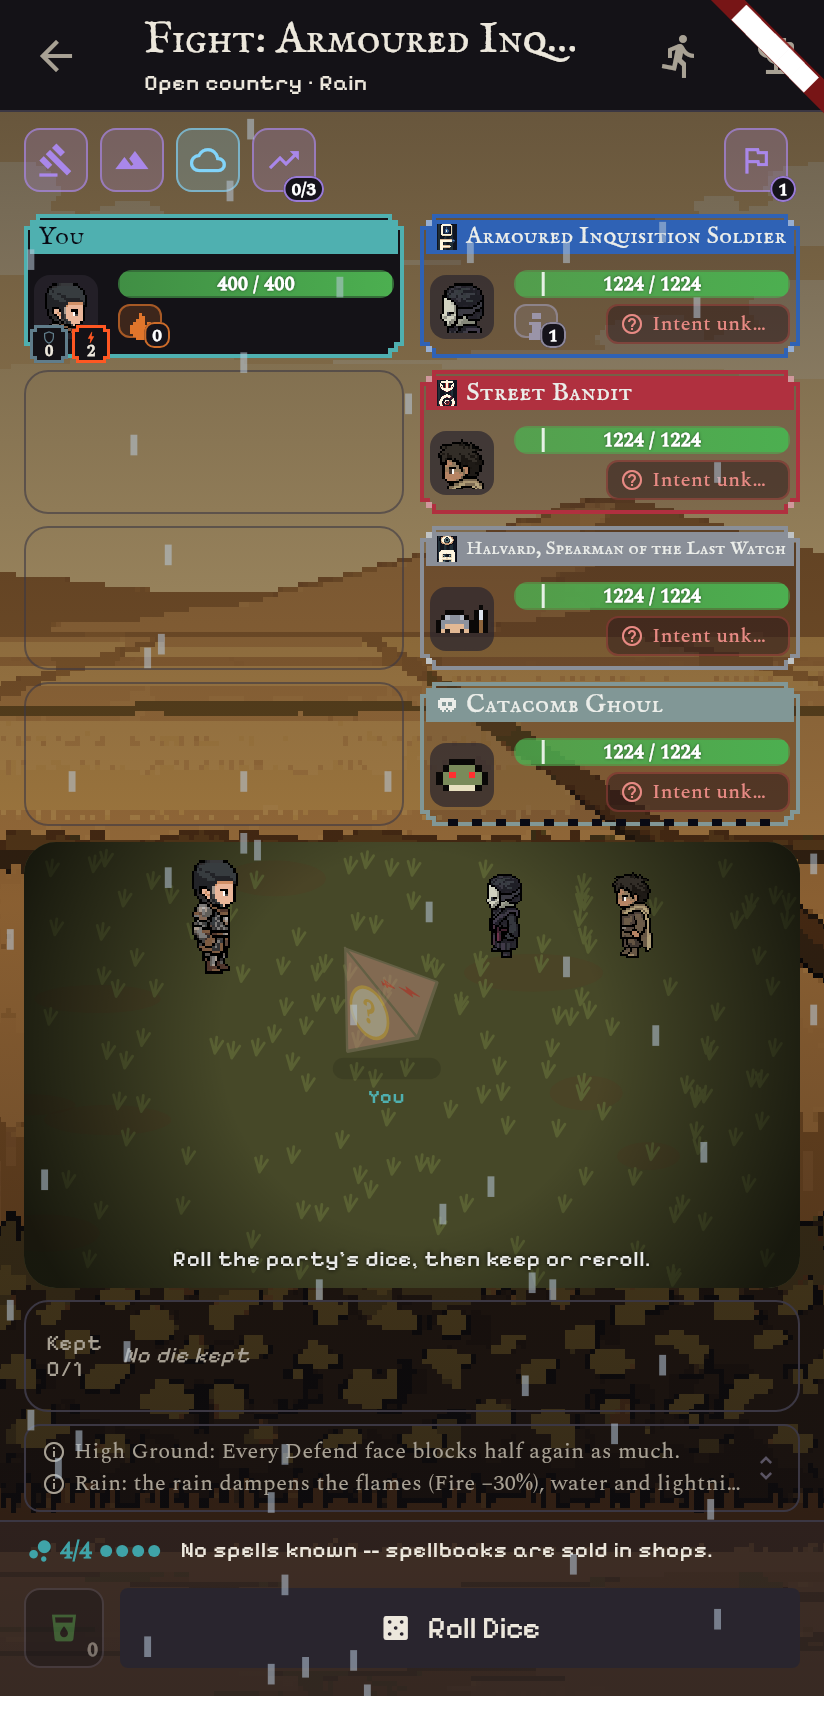 Fight: Armoured Inq...
Open country · Rain
0/3
1
You
400 / 400
0
2
0
Armoured Inquisition Soldier
1224 / 1224
1
Intent unk...
Street Bandit
1224 / 1224
Intent unk...
Halvard, Spearman of the Last Watch
1224 / 1224
Intent unk...
Catacomb Ghoul
1224 / 1224
Intent unk...
?
You
Roll the party's dice, then keep or reroll.
Kept
0/1
No die kept
High Ground: Every Defend face blocks half again as much.
Rain: the rain dampens the flames (Fire −30%), water and lightni...
4/4
No spells known -- spellbooks are sold in shops.
0
Roll Dice